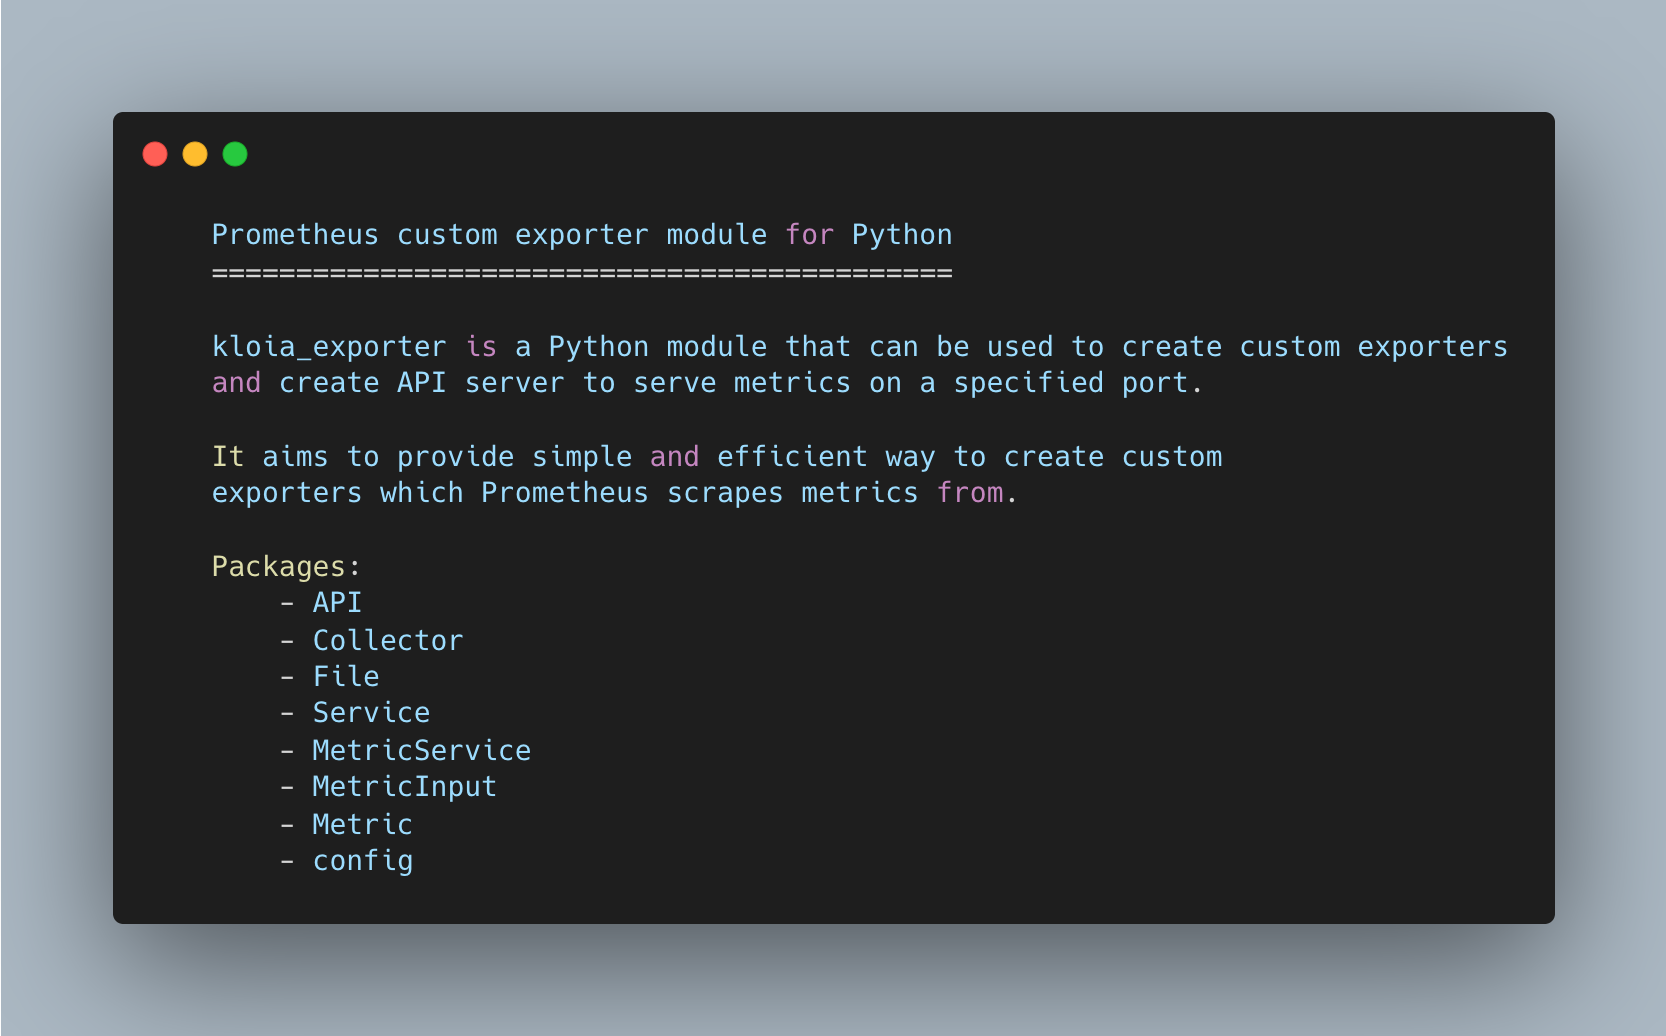 Prometheus custom exporter module for Python
============================================
kloia_exporter is a Python module that can be used to create custom exporters
and create API server to serve metrics on a specified port.
It aims to provide simple and efficient way to create custom
exporters which Prometheus scrapes metrics from.
Packages:
- API
- Collector
- File
- Service
- MetricService
- MetricInput
- Metric
- config